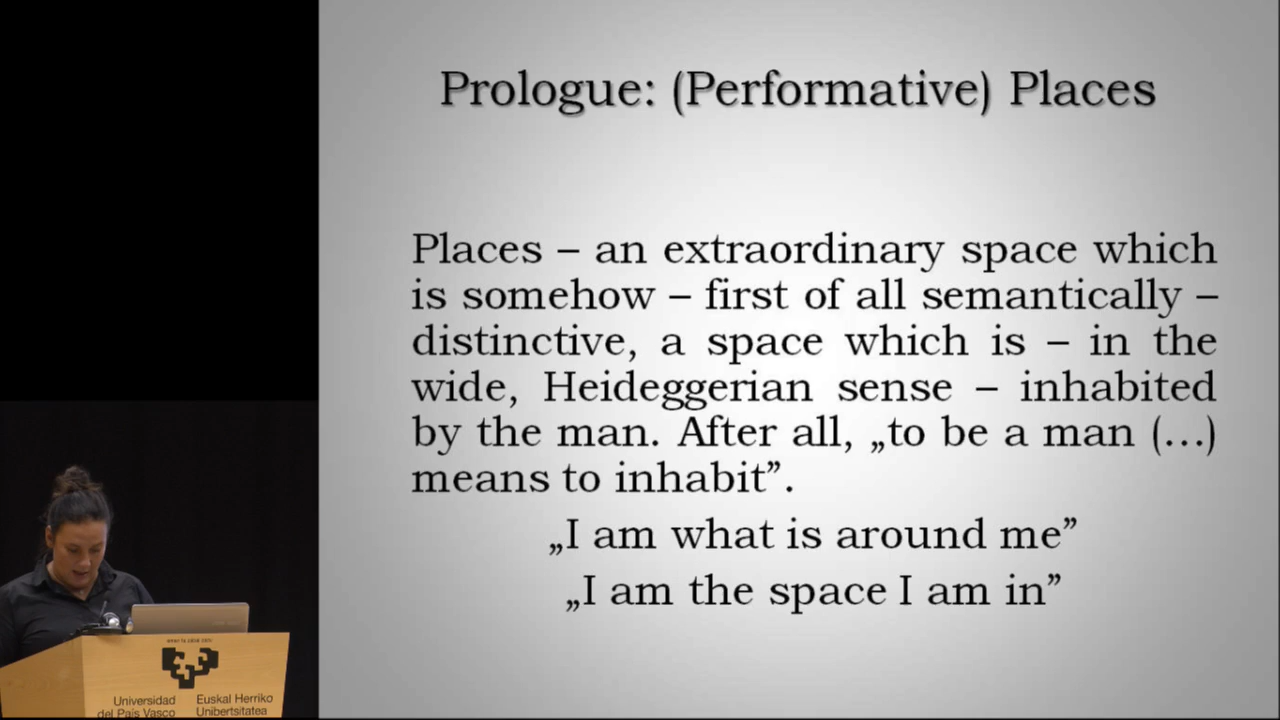 Prologue: (Performative) Places
Places – an extraordinary space which
is somehow – first of all semantically –
distinctive, a space which is – in the
wide, Heideggerian sense – inhabited
by the man. After all, „to be a man (…)
means to inhabit”.
„I am what is around me”
„I am the space I am in”
Universidad
del País Vasco
Euskal Herriko
Unibertsitatea